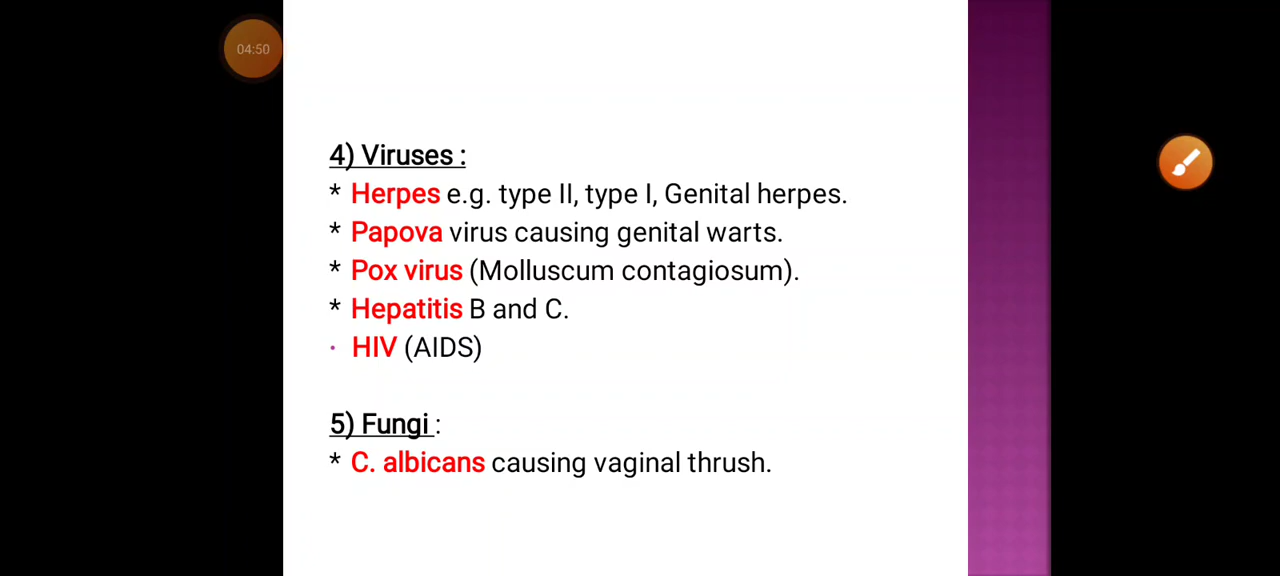 04:50
4) Viruses :
* Herpes e.g. type II, type I, Genital herpes.
* Papova virus causing genital warts.
* Pox virus (Molluscum contagiosum).
* Hepatitis B and C.
• HIV (AIDS)
5) Fungi :
* C. albicans causing vaginal thrush.